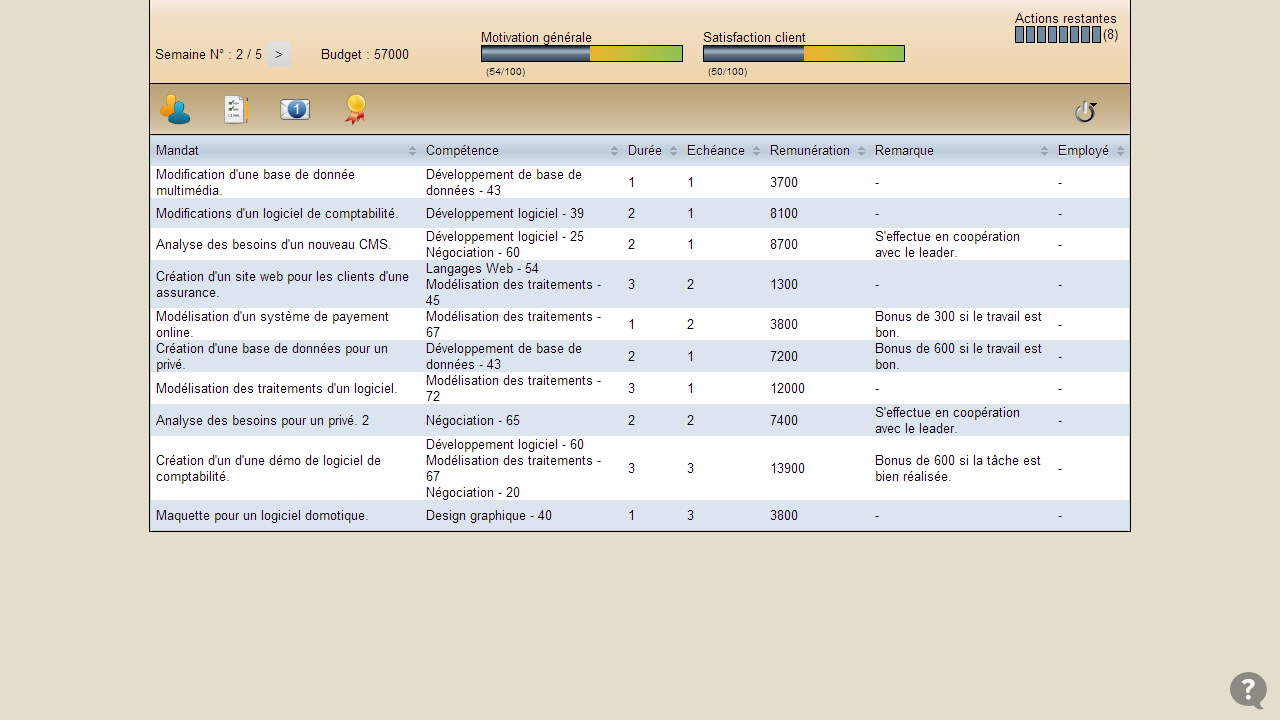 Semaine N° : 2 / 5 > Budget : 57000
Motivation générale
(54/100)
Satisfaction client
(50/100)
Actions restantes
(8)
1
Mandat Compétence Durée Echéance Remunération Remarque Employé
Modification d'une base de donnée
multimédia.
Développement de base de
données - 43
1 1 3700 - -
Modifications d'un logiciel de comptabilité. Développement logiciel - 39 2 1 8100 - -
Analyse des besoins d'un nouveau CMS.
Développement logiciel - 25
Négociation - 60
2 1 8700
S'effectue en coopération
avec le leader.
-
Création d'un site web pour les clients d'une
assurance.
Langages Web - 54
Modélisation des traitements -
45
3 2 1300 - -
Modélisation d'un système de payement
online.
Modélisation des traitements -
67
1 2 3800
Bonus de 300 si le travail est
bon.
-
Création d'une base de données pour un
privé.
Développement de base de
données - 43
2 1 7200
Bonus de 600 si le travail est
bon.
-
Modélisation des traitements d'un logiciel.
Modélisation des traitements -
72
3 1 12000 - -
Analyse des besoins pour un privé. 2 Négociation - 65 2 2 7400
S'effectue en coopération
avec le leader.
-
Création d'un d'une démo de logiciel de
comptabilité.
Développement logiciel - 60
Modélisation des traitements -
67
Négociation - 20
3 3 13900
Bonus de 600 si la tâche est
bien réalisée.
-
Maquette pour un logiciel domotique. Design graphique - 40 1 3 3800 - -
?